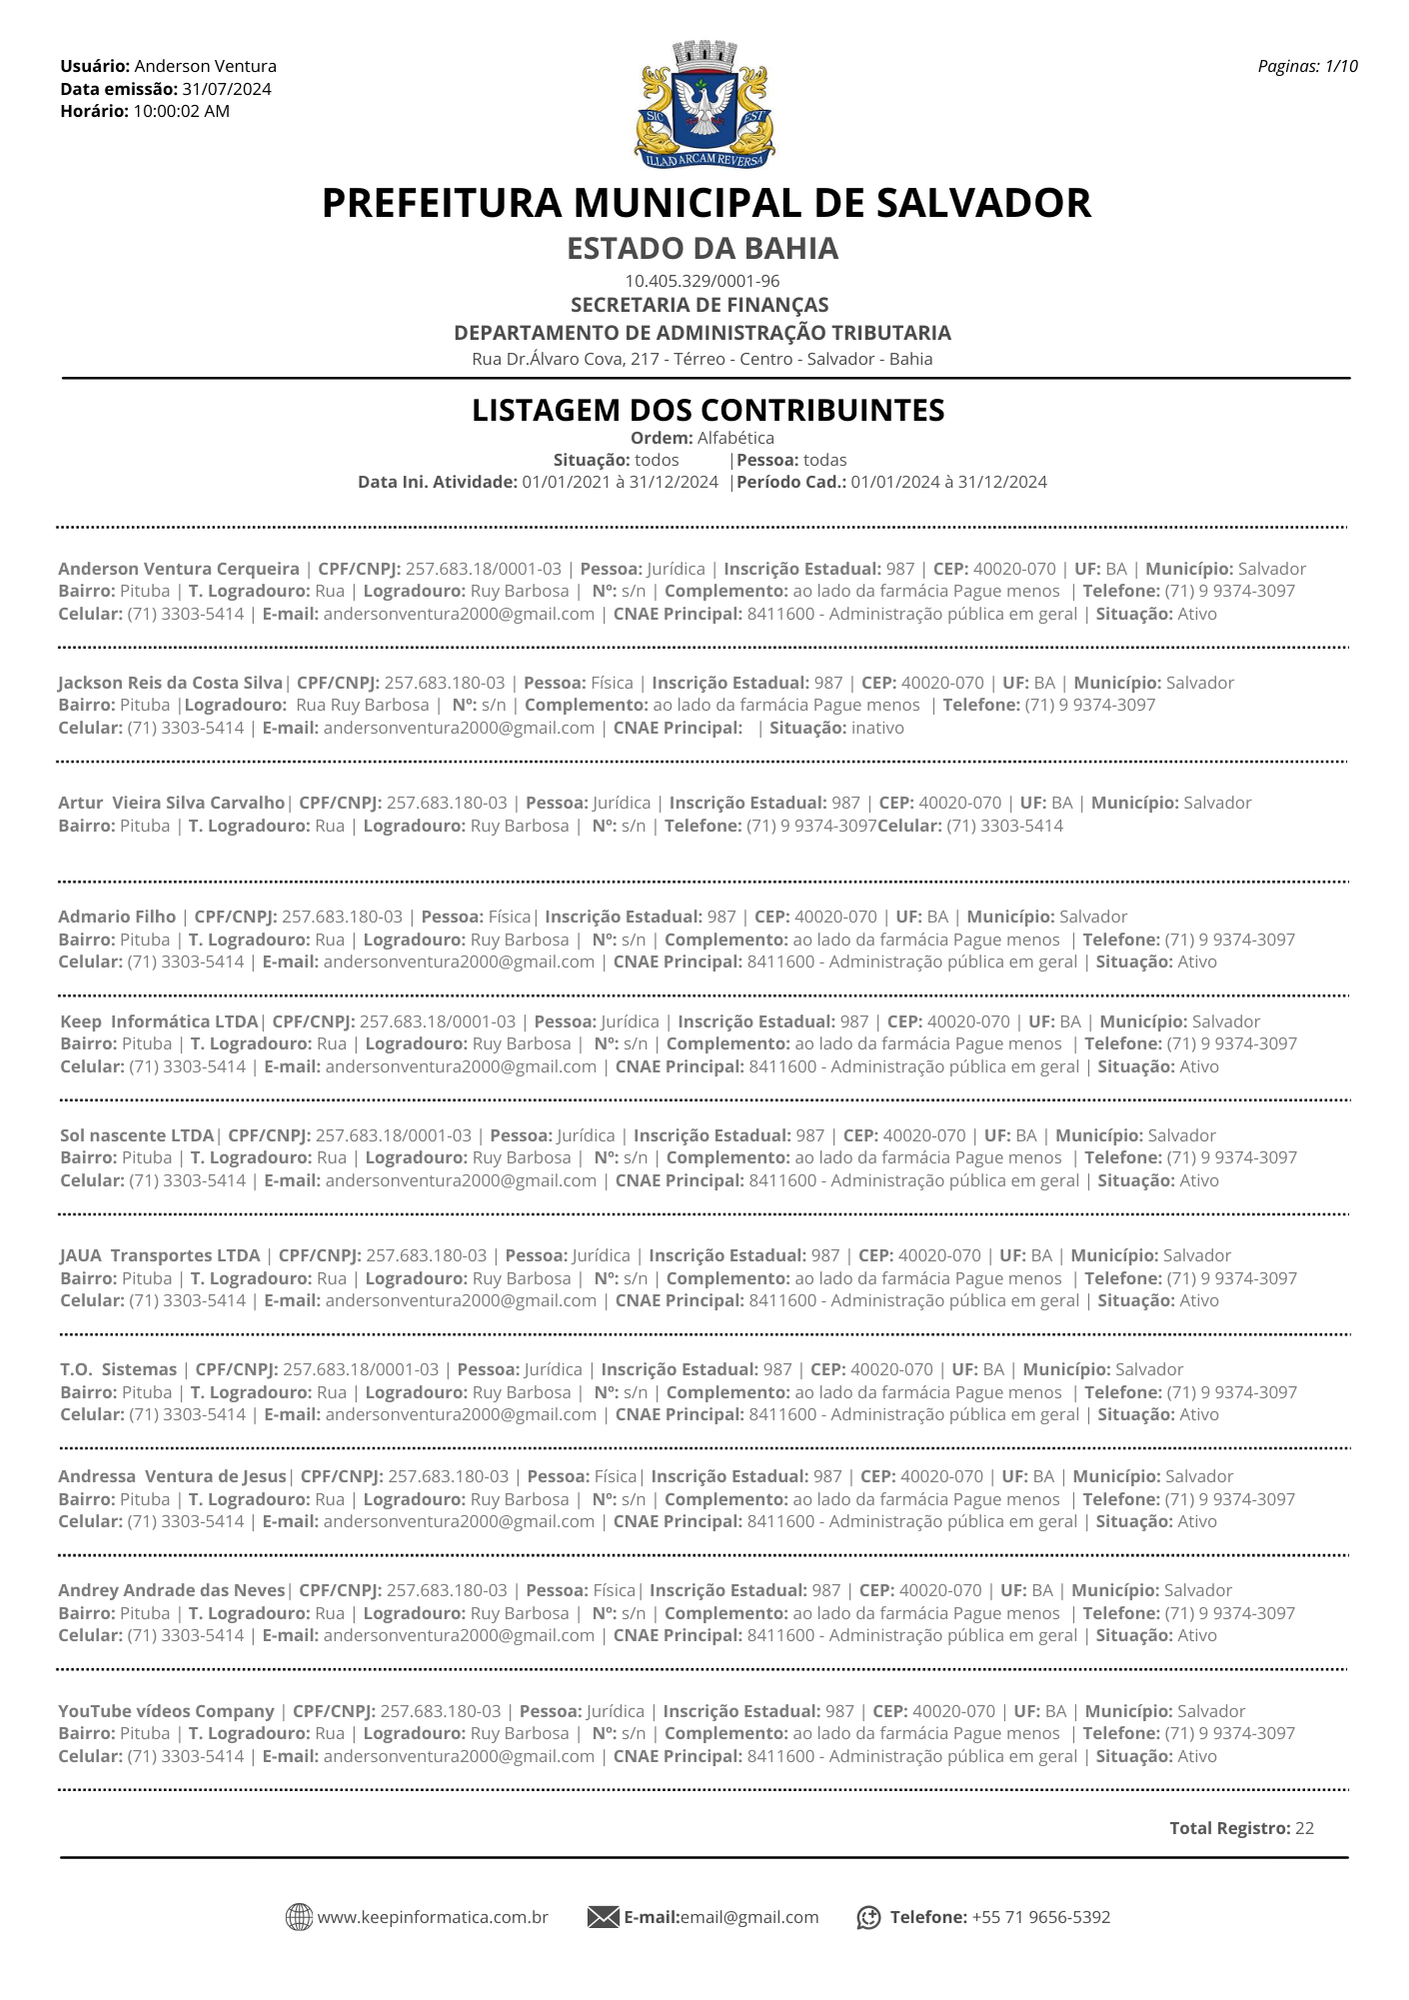 Usuário: Anderson Ventura
Data emissão: 31/07/2024
Horário: 10:00:02 AM
Paginas: 1/10
SIC EST
ILLAD ARCAM REVERSA
PREFEITURA MUNICIPAL DE SALVADOR
ESTADO DA BAHIA
10.405.329/0001-96
SECRETARIA DE FINANÇAS
DEPARTAMENTO DE ADMINISTRAÇÃO TRIBUTARIA
Rua Dr.Álvaro Cova, 217 - Térreo - Centro - Salvador - Bahia
LISTAGEM DOS CONTRIBUINTES
Ordem: Alfabética
Situação: todos |Pessoa: todas
Data Ini. Atividade: 01/01/2021 à 31/12/2024 |Período Cad.: 01/01/2024 à 31/12/2024
Anderson Ventura Cerqueira | CPF/CNPJ: 257.683.18/0001-03 | Pessoa: Jurídica | Inscrição Estadual: 987 | CEP: 40020-070 | UF: BA | Município: Salvador
Bairro: Pituba | T. Logradouro: Rua | Logradouro: Ruy Barbosa | Nº: s/n | Complemento: ao lado da farmácia Pague menos | Telefone: (71) 9 9374-3097
Celular: (71) 3303-5414 | E-mail: andersonventura2000@gmail.com | CNAE Principal: 8411600 - Administração pública em geral | Situação: Ativo
Jackson Reis da Costa Silva| CPF/CNPJ: 257.683.180-03 | Pessoa: Física | Inscrição Estadual: 987 | CEP: 40020-070 | UF: BA | Município: Salvador
Bairro: Pituba |Logradouro: Rua Ruy Barbosa | Nº: s/n | Complemento: ao lado da farmácia Pague menos | Telefone: (71) 9 9374-3097
Celular: (71) 3303-5414 | E-mail: andersonventura2000@gmail.com | CNAE Principal: | Situação: inativo
Artur Vieira Silva Carvalho| CPF/CNPJ: 257.683.180-03 | Pessoa: Jurídica | Inscrição Estadual: 987 | CEP: 40020-070 | UF: BA | Município: Salvador
Bairro: Pituba | T. Logradouro: Rua | Logradouro: Ruy Barbosa | Nº: s/n | Telefone: (71) 9 9374-3097Celular: (71) 3303-5414
Admario Filho | CPF/CNPJ: 257.683.180-03 | Pessoa: Física| Inscrição Estadual: 987 | CEP: 40020-070 | UF: BA | Município: Salvador
Bairro: Pituba | T. Logradouro: Rua | Logradouro: Ruy Barbosa | Nº: s/n | Complemento: ao lado da farmácia Pague menos | Telefone: (71) 9 9374-3097
Celular: (71) 3303-5414 | E-mail: andersonventura2000@gmail.com | CNAE Principal: 8411600 - Administração pública em geral | Situação: Ativo
Keep Informática LTDA| CPF/CNPJ: 257.683.18/0001-03 | Pessoa: Jurídica | Inscrição Estadual: 987 | CEP: 40020-070 | UF: BA | Município: Salvador
Bairro: Pituba | T. Logradouro: Rua | Logradouro: Ruy Barbosa | Nº: s/n | Complemento: ao lado da farmácia Pague menos | Telefone: (71) 9 9374-3097
Celular: (71) 3303-5414 | E-mail: andersonventura2000@gmail.com | CNAE Principal: 8411600 - Administração pública em geral | Situação: Ativo
Sol nascente LTDA| CPF/CNPJ: 257.683.18/0001-03 | Pessoa: Jurídica | Inscrição Estadual: 987 | CEP: 40020-070 | UF: BA | Município: Salvador
Bairro: Pituba | T. Logradouro: Rua | Logradouro: Ruy Barbosa | Nº: s/n | Complemento: ao lado da farmácia Pague menos | Telefone: (71) 9 9374-3097
Celular: (71) 3303-5414 | E-mail: andersonventura2000@gmail.com | CNAE Principal: 8411600 - Administração pública em geral | Situação: Ativo
JAUA Transportes LTDA | CPF/CNPJ: 257.683.180-03 | Pessoa: Jurídica | Inscrição Estadual: 987 | CEP: 40020-070 | UF: BA | Município: Salvador
Bairro: Pituba | T. Logradouro: Rua | Logradouro: Ruy Barbosa | Nº: s/n | Complemento: ao lado da farmácia Pague menos | Telefone: (71) 9 9374-3097
Celular: (71) 3303-5414 | E-mail: andersonventura2000@gmail.com | CNAE Principal: 8411600 - Administração pública em geral | Situação: Ativo
T.O. Sistemas | CPF/CNPJ: 257.683.18/0001-03 | Pessoa: Jurídica | Inscrição Estadual: 987 | CEP: 40020-070 | UF: BA | Município: Salvador
Bairro: Pituba | T. Logradouro: Rua | Logradouro: Ruy Barbosa | Nº: s/n | Complemento: ao lado da farmácia Pague menos | Telefone: (71) 9 9374-3097
Celular: (71) 3303-5414 | E-mail: andersonventura2000@gmail.com | CNAE Principal: 8411600 - Administração pública em geral | Situação: Ativo
Andressa Ventura de Jesus| CPF/CNPJ: 257.683.180-03 | Pessoa: Física| Inscrição Estadual: 987 | CEP: 40020-070 | UF: BA | Município: Salvador
Bairro: Pituba | T. Logradouro: Rua | Logradouro: Ruy Barbosa | Nº: s/n | Complemento: ao lado da farmácia Pague menos | Telefone: (71) 9 9374-3097
Celular: (71) 3303-5414 | E-mail: andersonventura2000@gmail.com | CNAE Principal: 8411600 - Administração pública em geral | Situação: Ativo
Andrey Andrade das Neves| CPF/CNPJ: 257.683.180-03 | Pessoa: Física| Inscrição Estadual: 987 | CEP: 40020-070 | UF: BA | Município: Salvador
Bairro: Pituba | T. Logradouro: Rua | Logradouro: Ruy Barbosa | Nº: s/n | Complemento: ao lado da farmácia Pague menos | Telefone: (71) 9 9374-3097
Celular: (71) 3303-5414 | E-mail: andersonventura2000@gmail.com | CNAE Principal: 8411600 - Administração pública em geral | Situação: Ativo
YouTube vídeos Company | CPF/CNPJ: 257.683.180-03 | Pessoa: Jurídica | Inscrição Estadual: 987 | CEP: 40020-070 | UF: BA | Município: Salvador
Bairro: Pituba | T. Logradouro: Rua | Logradouro: Ruy Barbosa | Nº: s/n | Complemento: ao lado da farmácia Pague menos | Telefone: (71) 9 9374-3097
Celular: (71) 3303-5414 | E-mail: andersonventura2000@gmail.com | CNAE Principal: 8411600 - Administração pública em geral | Situação: Ativo
Total Registro: 22
www.keepinformatica.com.br E-mail:email@gmail.com Telefone: +55 71 9656-5392